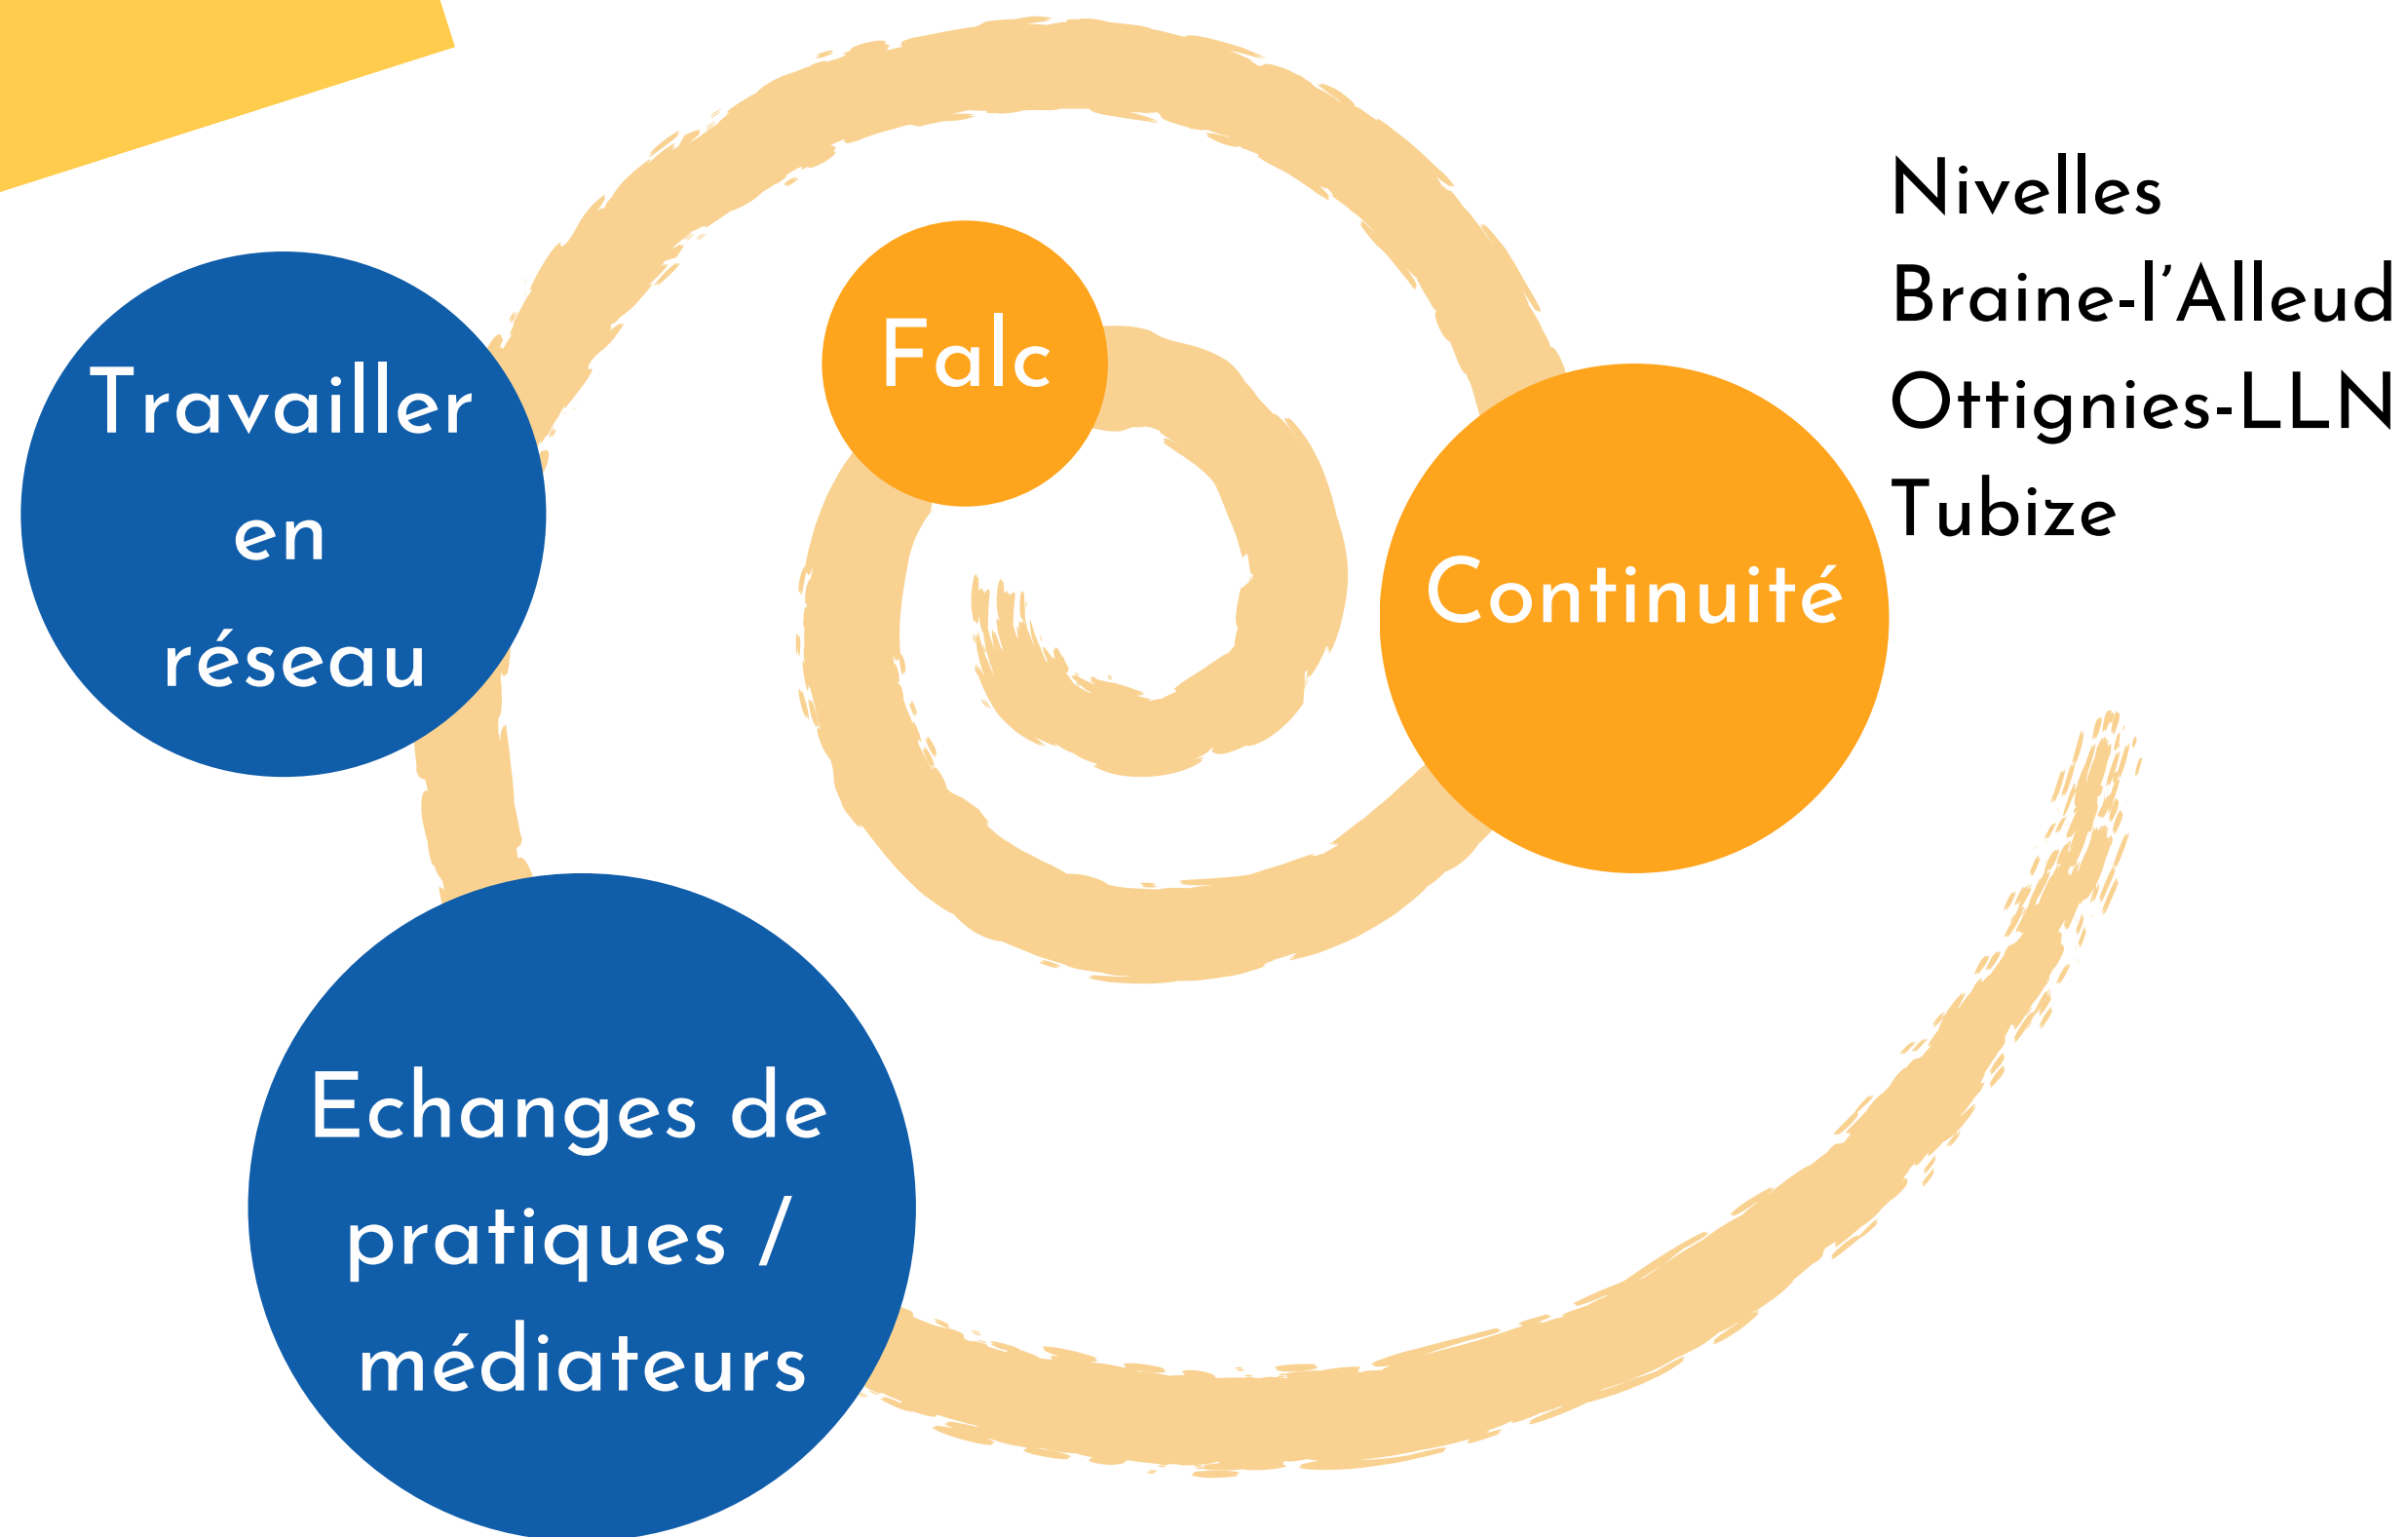 Travailler
en
réseau
Falc
Continuité
Echanges de
pratiques /
médiateurs
Nivelles
Braine-l'Alleud
Ottignies-LLN
Tubize